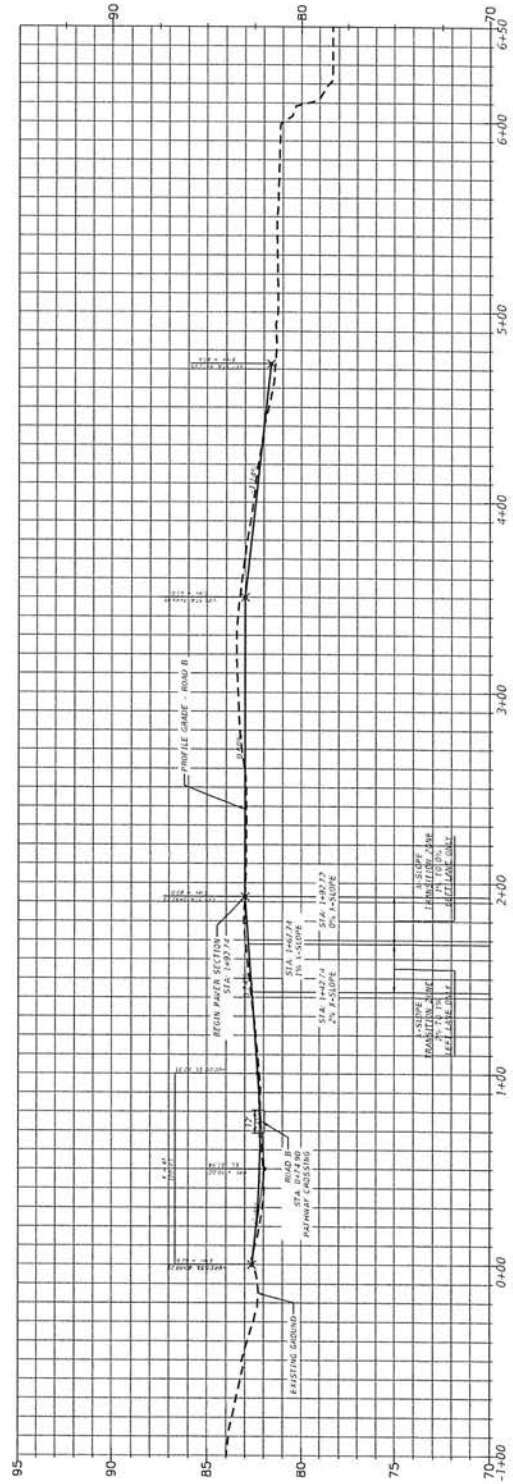 95
90
85
80
75
70
90
80
70
-1+00
0+00
1+00
2+00
3+00
4+00
5+00
6+00
6+50
EXISTING GROUND
ROAD B
STA: 0+74.90
PATHWAY CROSSING
12'
BEGIN PAVER SECTION
STA: 1+92.74
PROFILE GRADE - ROAD B
STA: 1+42.74
2% X-SLOPE
STA: 1+67.74
1% X-SLOPE
STA: 1+92.73
0% X-SLOPE
X-SLOPE
TRANSITION ZONE
2% TO 1%
LEFT LANE ONLY
X-SLOPE
TRANSITION ZONE
1% TO 0%
LEFT LANE ONLY